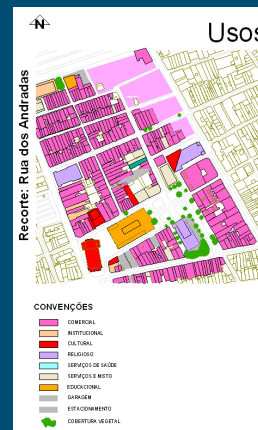 N
Usos
Recorte: Rua dos Andradas
CONVENÇÕES
COMERCIAL
INSTITUCIONAL
CULTURAL
RELIGIOSO
SERVIÇOS DE SAÚDE
SERVIÇOS E MISTO
EDUCACIONAL
GARAGEM
ESTACIONAMENTO
COBERTURA VEGETAL